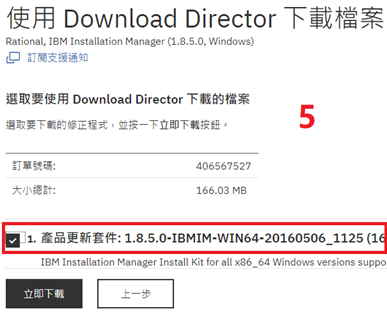 使用 Download Director 下載檔案
Rational, IBM Installation Manager (1.8.5.0, Windows)
訂閱支援通知
選取要使用 Download Director 下載的檔案
選取要下載的修正程式，並按一下立即下載按鈕。
5
訂單號碼: 406567527
大小總計: 166.03 MB
1. 產品更新套件: 1.8.5.0-IBMIM-WIN64-20160506_1125 (16
IBM Installation Manager Install Kit for all x86_64 Windows versions suppo
立即下載 上一步